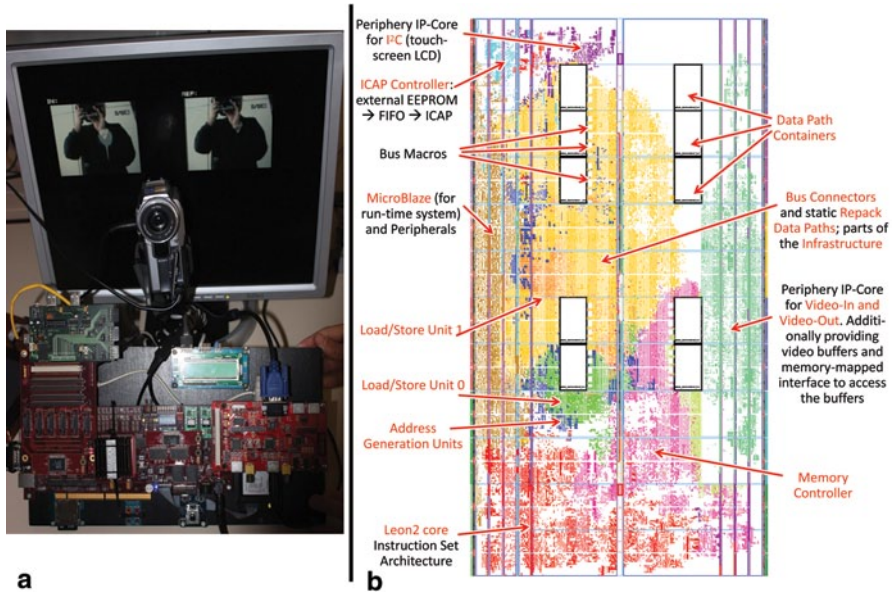 a
b
Periphery IP-Core
for I²C (touch-
screen LCD)
ICAP Controller:
external EEPROM
→ FIFO → ICAP
Bus Macros
MicroBlaze (for
run-time system)
and Peripherals
Load/Store Unit 1
Load/Store Unit 0
Address
Generation Units
Leon2 core
Instruction Set
Architecture
Data Path
Containers
Bus Connectors
and static Repack
Data Paths; parts of
the Infrastructure
Periphery IP-Core
for Video-In and
Video-Out. Additi-
onally providing
video buffers and
memory-mapped
interface to access
the buffers
Memory
Controller